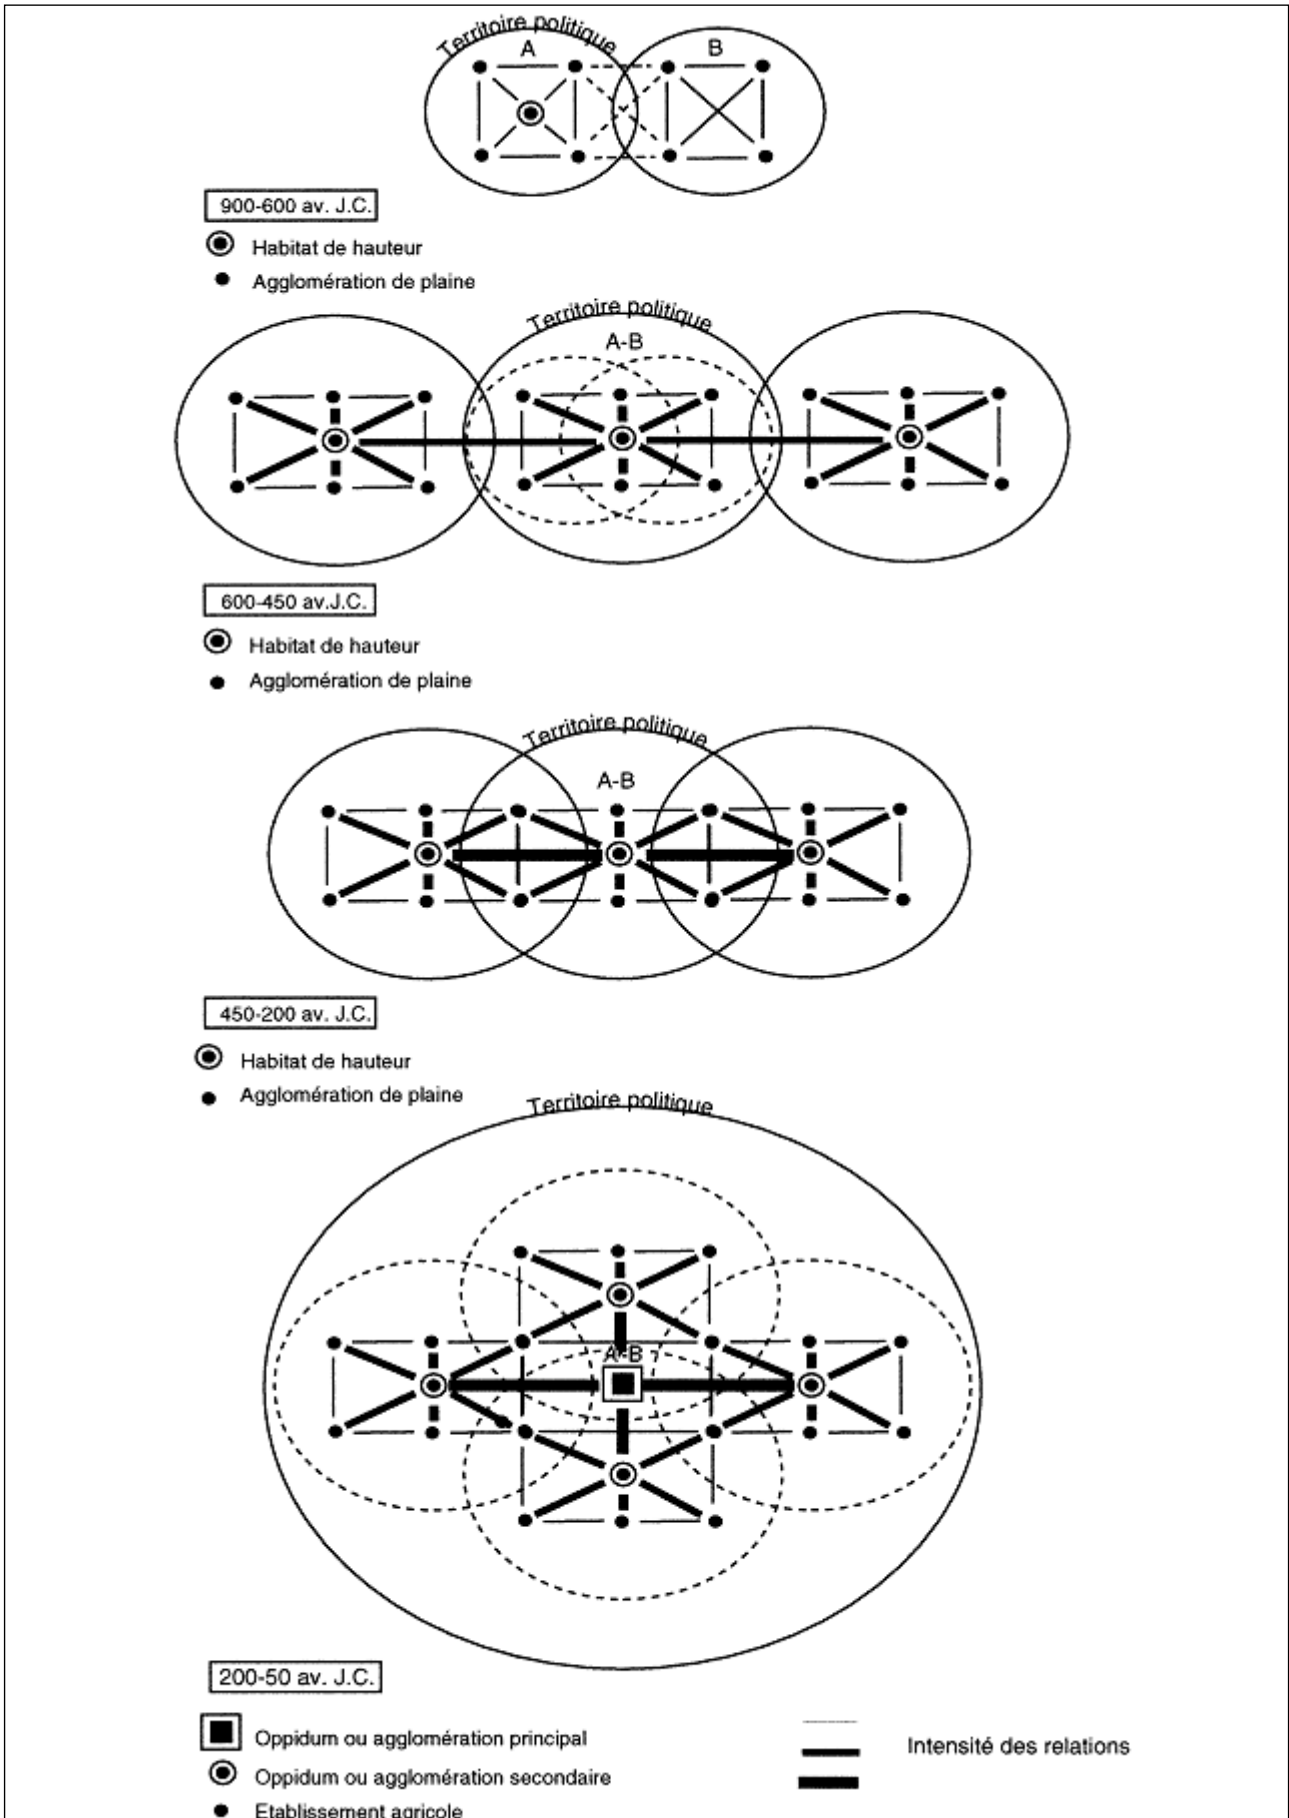 Territoire politique
A
B
900-600 av. J.C.
Habitat de hauteur
Agglomération de plaine
Territoire politique
A-B
600-450 av.J.C.
Habitat de hauteur
Agglomération de plaine
Territoire politique
A-B
450-200 av. J.C.
Habitat de hauteur
Agglomération de plaine
Territoire politique
A-B
200-50 av. J.C.
Oppidum ou agglomération principal
Oppidum ou agglomération secondaire
Etablissement agricole
Intensité des relations